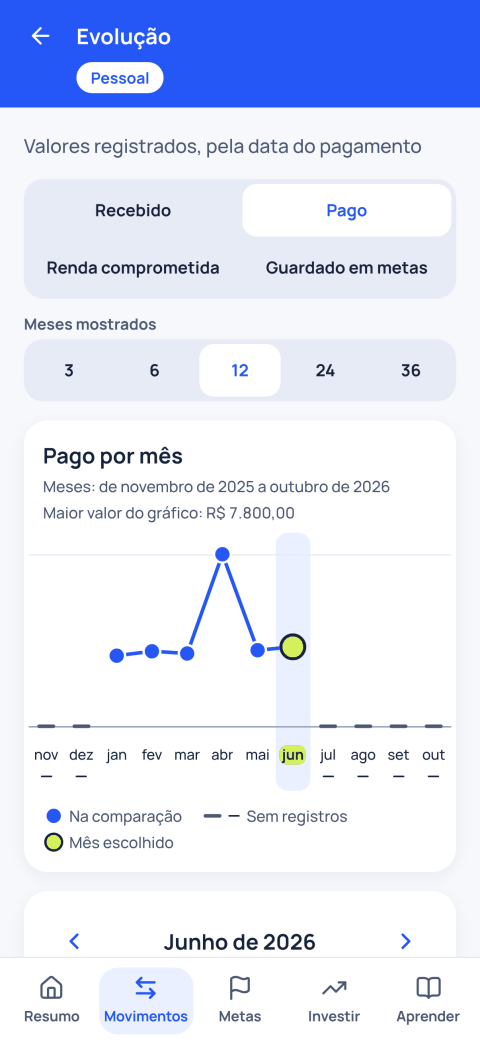 Evolução
Pessoal
Valores registrados, pela data do pagamento
Recebido Pago
Renda comprometida Guardado em metas
Meses mostrados
3 6 12 24 36
Pago por mês
Meses: de novembro de 2025 a outubro de 2026
Maior valor do gráfico: R$ 7.800,00
nov dez jan fev mar abr mai jun jul ago set out
— — — — — —
Na comparação — Sem registros
Mês escolhido
Junho de 2026
Resumo Movimentos Metas Investir Aprender